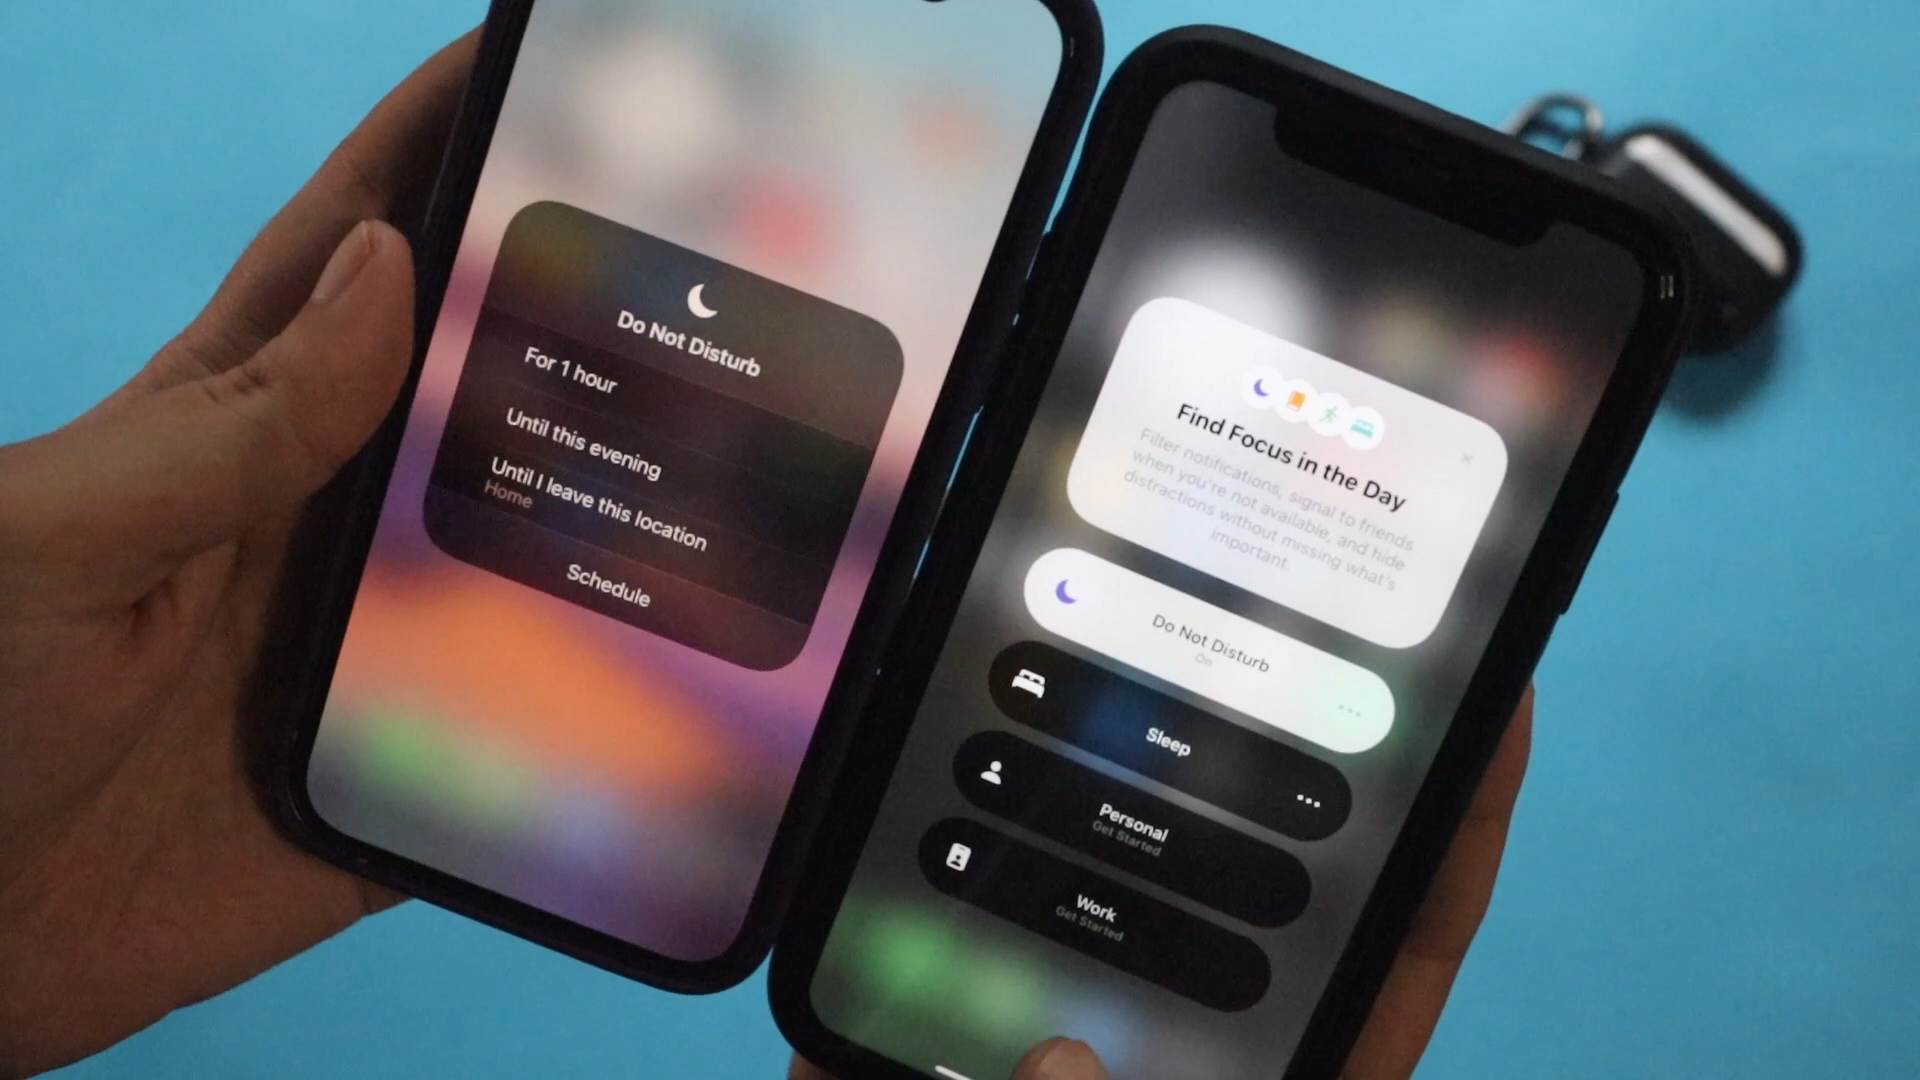 Do Not Disturb
For 1 hour
Until this evening
Until I leave this location
Home
Schedule
Find Focus in the Day
Filter notifications, signal to friends
when you're not available, and hide
distractions without missing what's
important.
Do Not Disturb
On
Sleep
Personal
Get Started
Work
Get Started